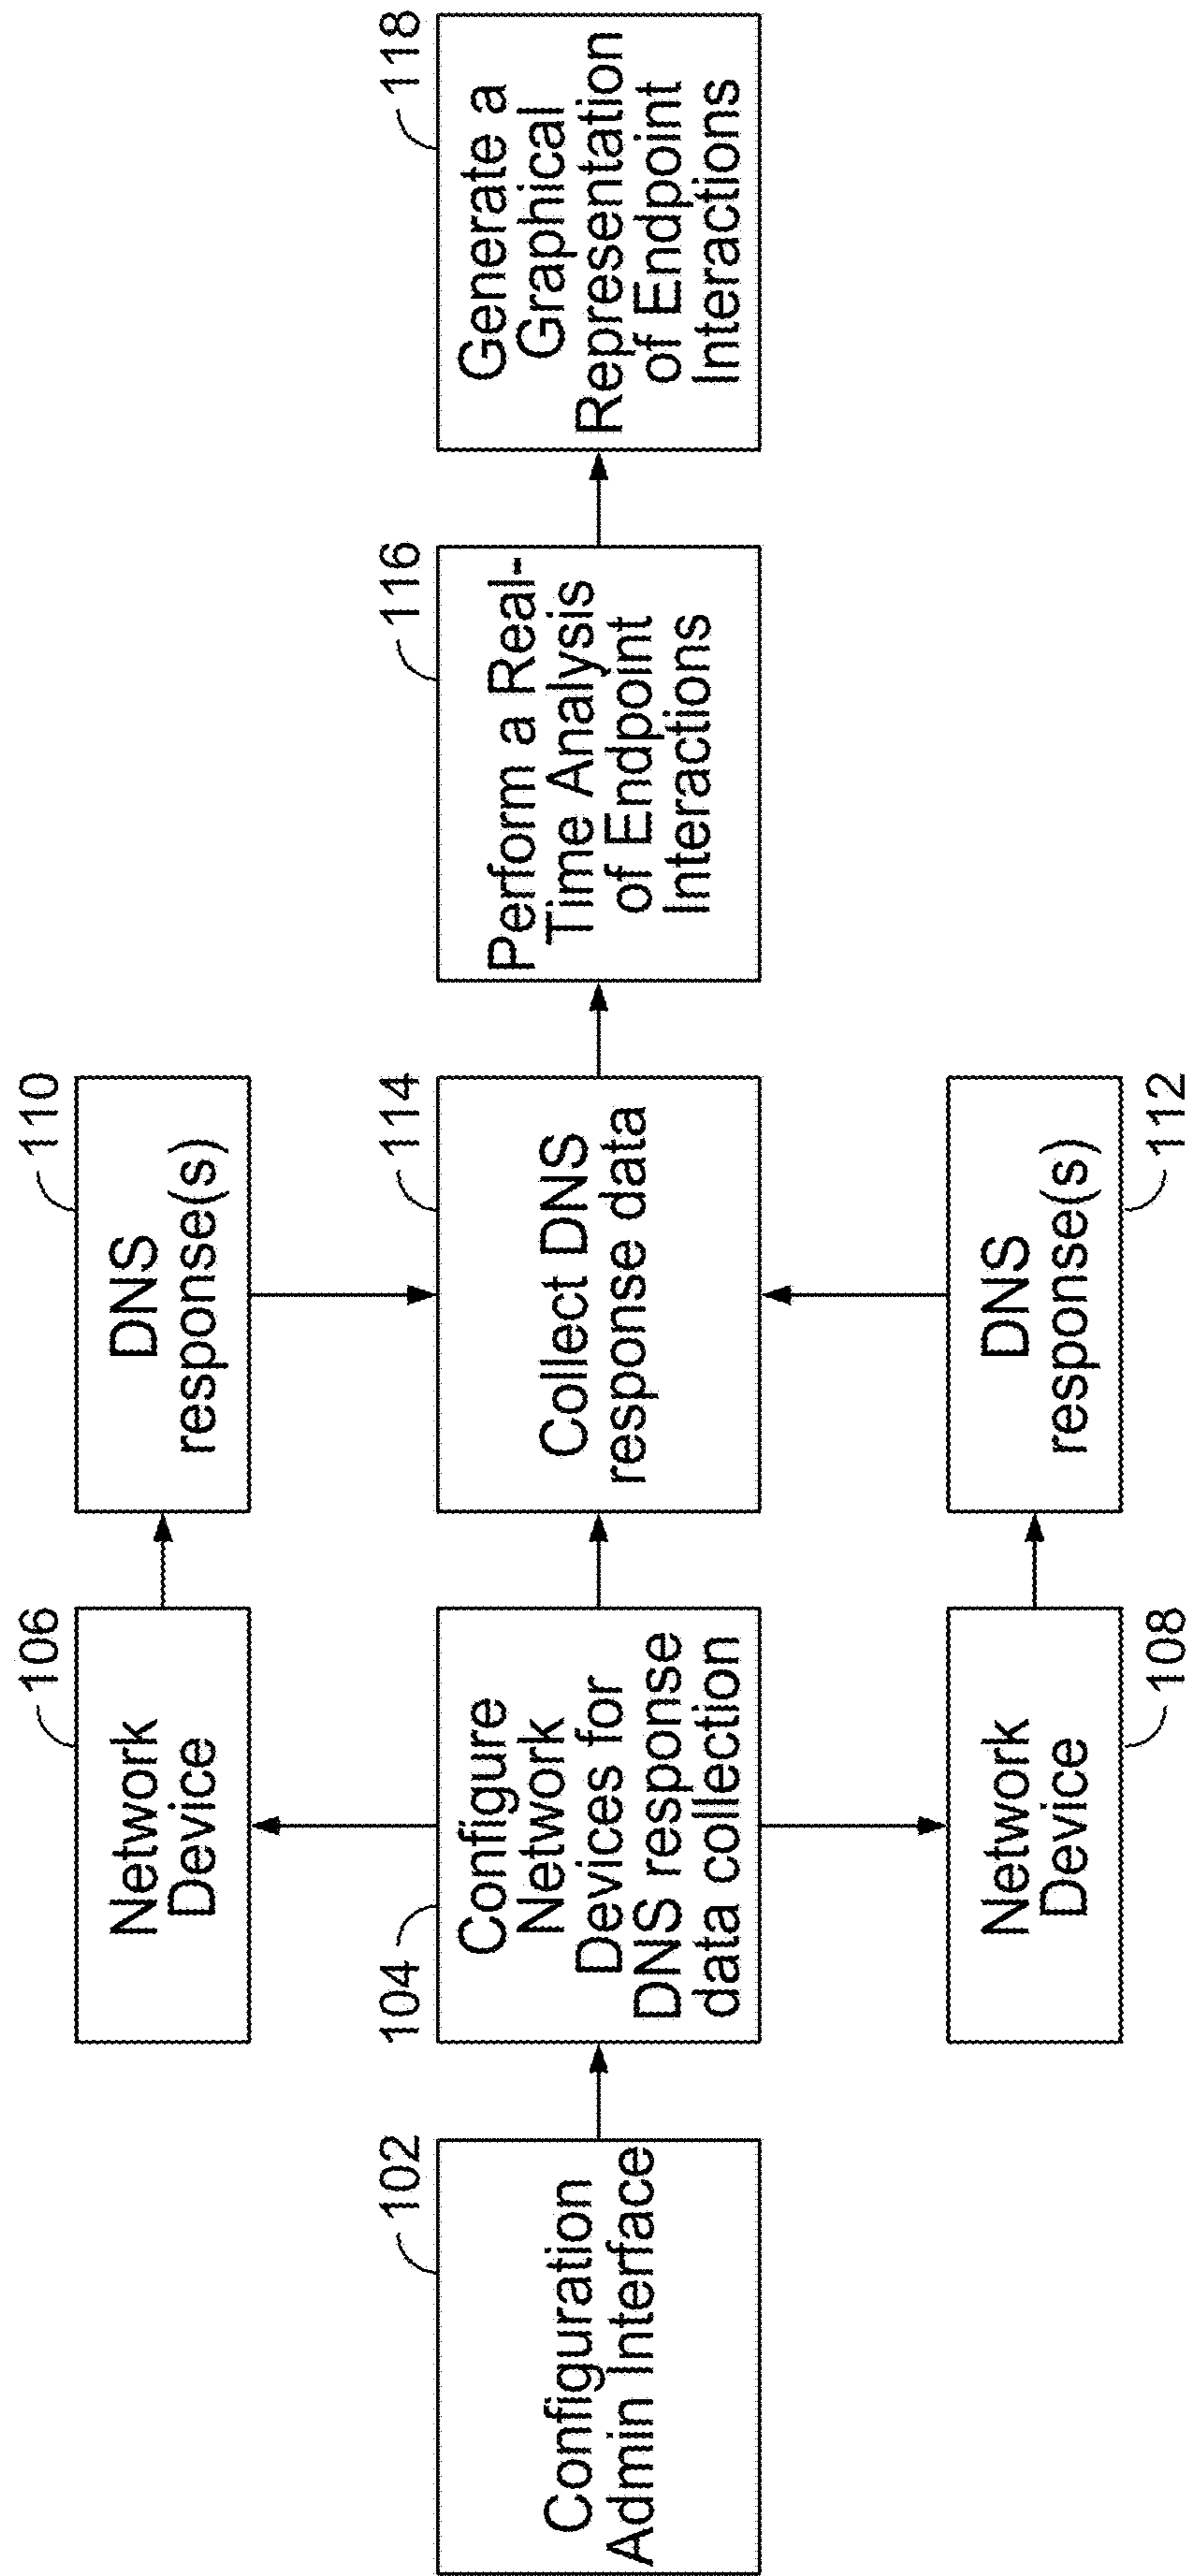 102
Configuration
Admin Interface
104
Configure
Network
Devices for
DNS response
data collection
106
Network
Device
108
Network
Device
110
DNS
response(s)
112
DNS
response(s)
114
Collect DNS
response data
116
Perform a Real-
Time Analysis
of Endpoint
Interactions
118
Generate a
Graphical
Representation
of Endpoint
Interactions